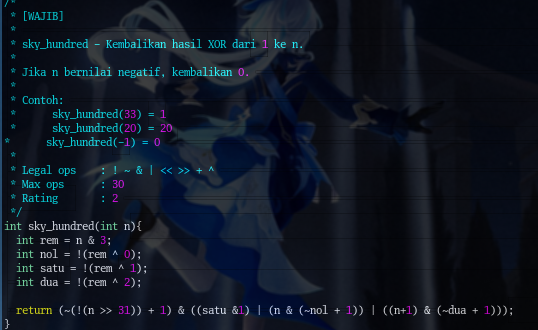 /*
* [WAJIB]
*
* sky_hundred - Kembalikan hasil XOR dari 1 ke n.
*
* Jika n bernilai negatif, kembalikan 0.
*
* Contoh:
*      sky_hundred(33) = 1
*      sky_hundred(20) = 20
*     sky_hundred(-1) = 0
*
* Legal ops    : ! ~ & | << >> + ^
* Max ops      : 30
* Rating       : 2
*/
int sky_hundred(int n){
  int rem = n & 3;
  int nol = !(rem ^ 0);
  int satu = !(rem ^ 1);
  int dua = !(rem ^ 2);

  return (~(!(n >> 31)) + 1) & ((satu &1) | (n & (~nol + 1)) | ((n+1) & (~dua + 1)));
}